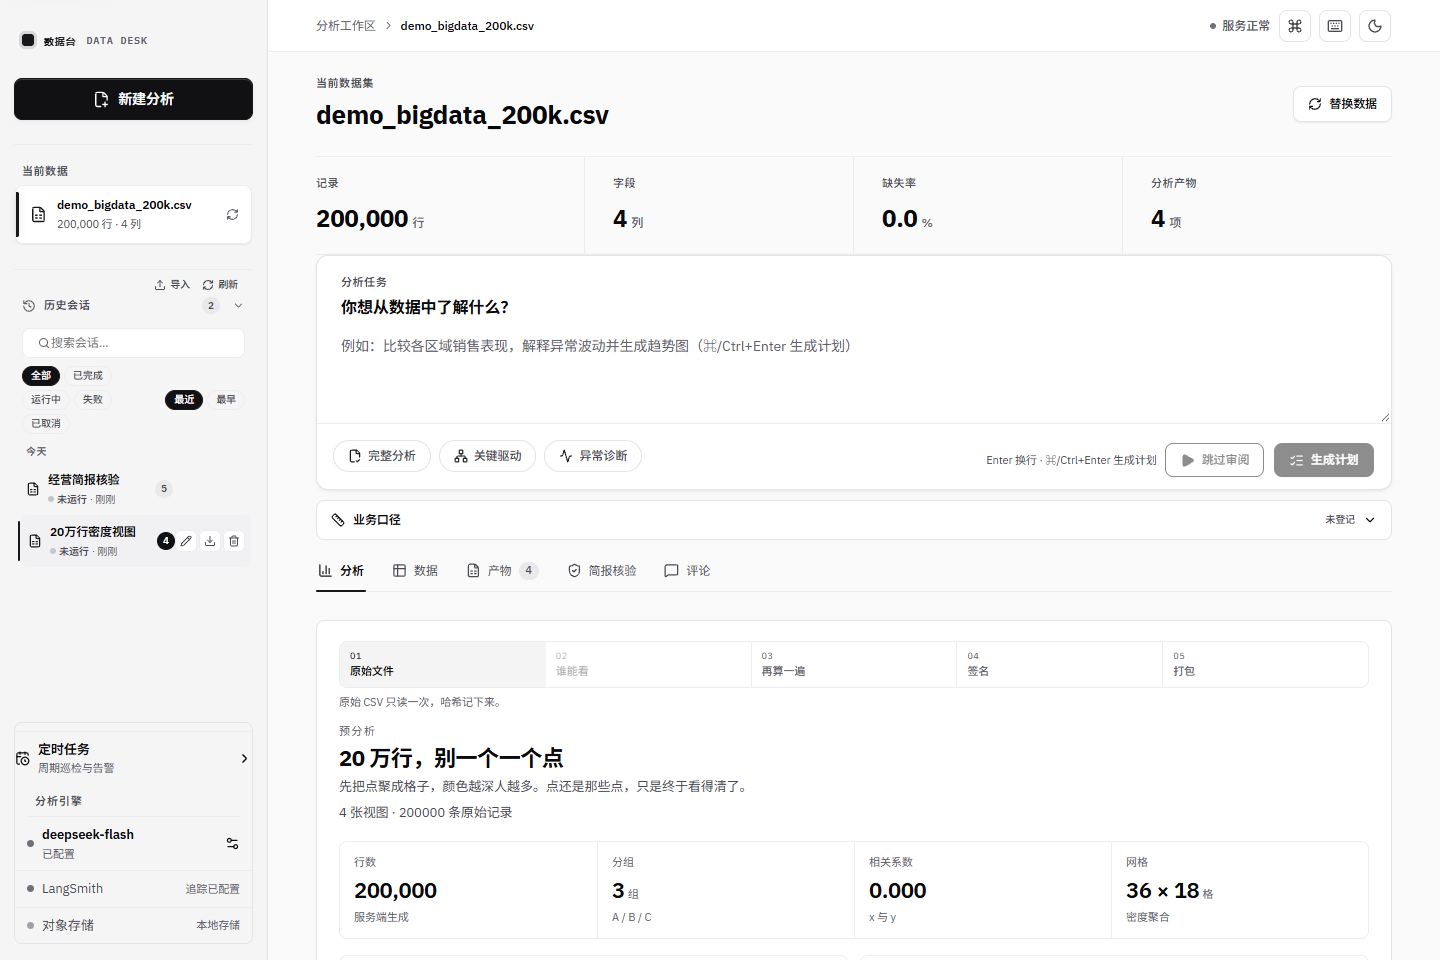 数据台 DATA DESK
新建分析
当前数据
demo_bigdata_200k.csv
200,000 行 · 4 列
导入 刷新
历史会话 2
搜索会话...
全部 已完成
运行中 失败 最近 最早
已取消
今天
经营简报核验
未运行 · 刚刚
5
20万行密度视图
未运行 · 刚刚
4
定时任务
周期巡检与告警
分析引擎
deepseek-flash
已配置
LangSmith 追踪已配置
对象存储 本地存储
分析工作区 demo_bigdata_200k.csv
服务正常
当前数据集
demo_bigdata_200k.csv
替换数据
记录
200,000 行
字段
4 列
缺失率
0.0 %
分析产物
4 项
分析任务
你想从数据中了解什么？
例如：比较各区域销售表现，解释异常波动并生成趋势图（⌘/Ctrl+Enter 生成计划）
完整分析 关键驱动 异常诊断
Enter 换行 · ⌘/Ctrl+Enter 生成计划
跳过审阅 生成计划
业务口径 未登记
分析 数据 产物 4 简报核验 评论
01
原始文件
02
谁能看
03
再算一遍
04
签名
05
打包
原始 CSV 只读一次，哈希记下来。
预分析
20 万行，别一个一个点
先把点聚成格子，颜色越深人越多。点还是那些点，只是终于看得清了。
4 张视图 · 200000 条原始记录
行数
200,000
服务端生成
分组
3 组
A / B / C
相关系数
0.000
x 与 y
网格
36 × 18 格
密度聚合